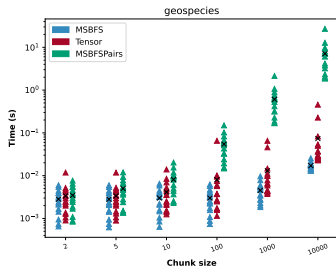 geospecies
MSBFS
Tensor
MSBFSPairs
Time (s)
10¹
10⁰
10⁻¹
10⁻²
10⁻³
2
5
10
100
1000
10000
Chunk size